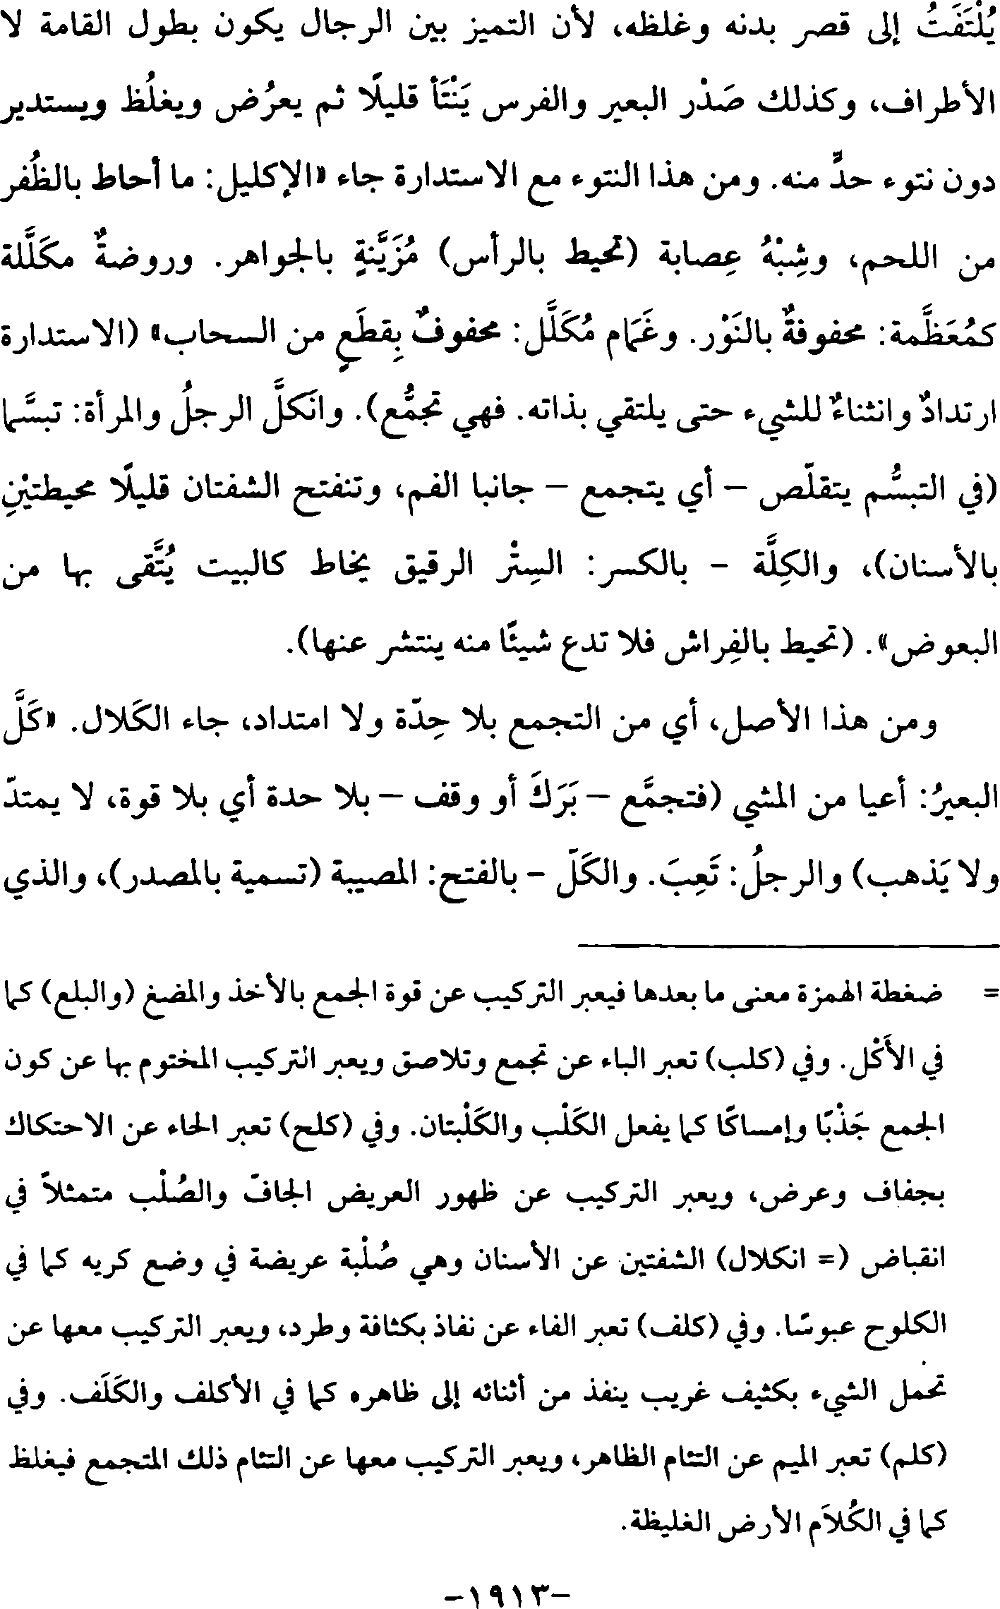 يُلْتَفَتُ إلى قصر بدنه وغلظه، لأن التميز بين الرجال يكون بطول القامة لا
الأطراف، وكذلك صَدْر البعير والفرس يَنْتَأ قليلًا ثم يعرُض ويغلُظ ويستدير
دون نتوء حدٍّ منه. ومن هذا النتوء مع الاستدارة جاء «الإكليل: ما أحاط بالظُفر
من اللحم، وشِبْهُ عِصابة (تحيط بالرأس) مُزَيَّنةٍ بالجواهر. وروضةٌ مكَلَّلة
كمُعَظَّمة: محفوفةٌ بالنَوْر. وغَمَام مُكَلَّل: محفوفٌ بِقطَعٍ من السحاب» (الاستدارة
ارتدادٌ وانثناءٌ للشيء حتى يلتقي بذاته. فهي تجمُّع). وانَكلَّ الرجلُ والمرأة: تبسَّما
(في التبسُّم يتقلّص – أي يتجمع – جانبا الفم، وتنفتح الشفتان قليلًا محيطتيْنِ
بالأسنان)، والكِلَّة – بالكسر: السِتْر الرقيق يخاط كالبيت يُتَّقى بها من
البعوض». (تحيط بالفِراش فلا تدع شيئًا منه ينتشر عنها).
ومن هذا الأصل، أي من التجمع بلا حِدّة ولا امتداد، جاء الكَلال. «كَلَّ
البعيرُ: أعيا من المشي (فتجمَّع – بَرَكَ أو وقف – بلا حدة أي بلا قوة، لا يمتدّ
ولا يَذهب) والرجلُ: تَعِبَ. والكَلّ – بالفتح: المصيبة (تسمية بالمصدر)، والذي
= ضغطة الهمزة معنى ما بعدها فيعبر التركيب عن قوة الجمع بالأخذ والمضغ (والبلع) كما
في الأَكْل. وفي (كلب) تعبر الباء عن تجمع وتلاصق ويعبر التركيب المختوم بها عن كون
الجمع جَذْبًا وإمساكًا كما يفعل الكَلْب والكَلْبتان. وفي (كلح) تعبر الحاء عن الاحتكاك
بجفاف وعرض، ويعبر التركيب عن ظهور العريض الجافّ والصُلْب متمثلاً في
انقباض (= انكلال) الشفتين عن الأسنان وهي صُلْبة عريضة في وضع كريه كما في
الكلوح عبوسًا. وفي (كلف) تعبر الفاء عن نفاذ بكثافة وطرد، ويعبر التركيب معها عن
تحمل الشيء بكثيف غريب ينفذ من أثنائه إلى ظاهره كما في الأكلف والكَلَف. وفي
(كلم) تعبر الميم عن التئام الظاهر، ويعبر التركيب معها عن التئام ذلك المتجمع فيغلظ
كما في الكُلاَم الأرض الغليظة.
-١٩١٣-